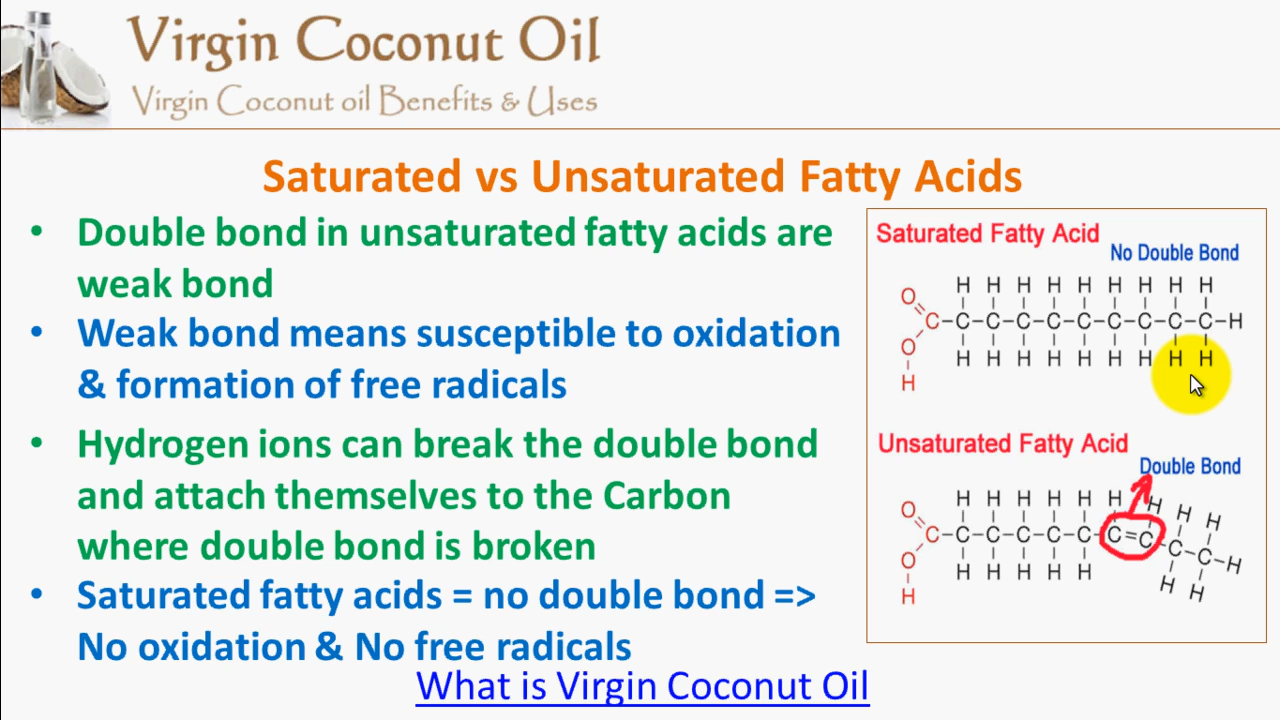 Virgin Coconut Oil
Virgin Coconut oil Benefits & Uses
Saturated vs Unsaturated Fatty Acids
• Double bond in unsaturated fatty acids are
weak bond
• Weak bond means susceptible to oxidation
& formation of free radicals
• Hydrogen ions can break the double bond
and attach themselves to the Carbon
where double bond is broken
• Saturated fatty acids = no double bond =>
No oxidation & No free radicals
What is Virgin Coconut Oil
Saturated Fatty Acid
No Double Bond
H H H H H H H H H
O
C-C-C-C-C-C-C-C-C-C-H
O
H H H H H H H H H
H
Unsaturated Fatty Acid
Double Bond
H H H H H H H H H
O
C-C-C-C-C-C-C=C-C-C-H
O
H H H H H H H
H